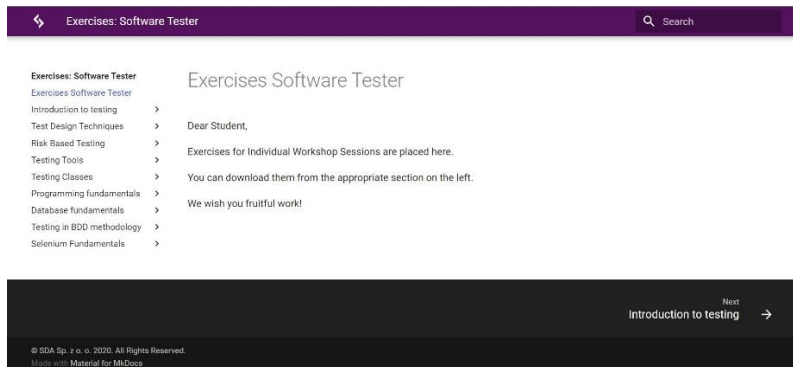 Exercises: Software Tester
Search
Exercises: Software Tester
Exercises Software Tester
Introduction to testing
Test Design Techniques
Risk Based Testing
Testing Tools
Testing Classes
Programming fundamentals
Database fundamentals
Testing in BDD methodology
Selenium Fundamentals
Exercises Software Tester
Dear Student,
Exercises for Individual Workshop Sessions are placed here.
You can download them from the appropriate section on the left.
We wish you fruitful work!
Next
Introduction to testing
© SDA Sp. z o. o. 2020. All Rights Reserved.
Made with Material for MkDocs